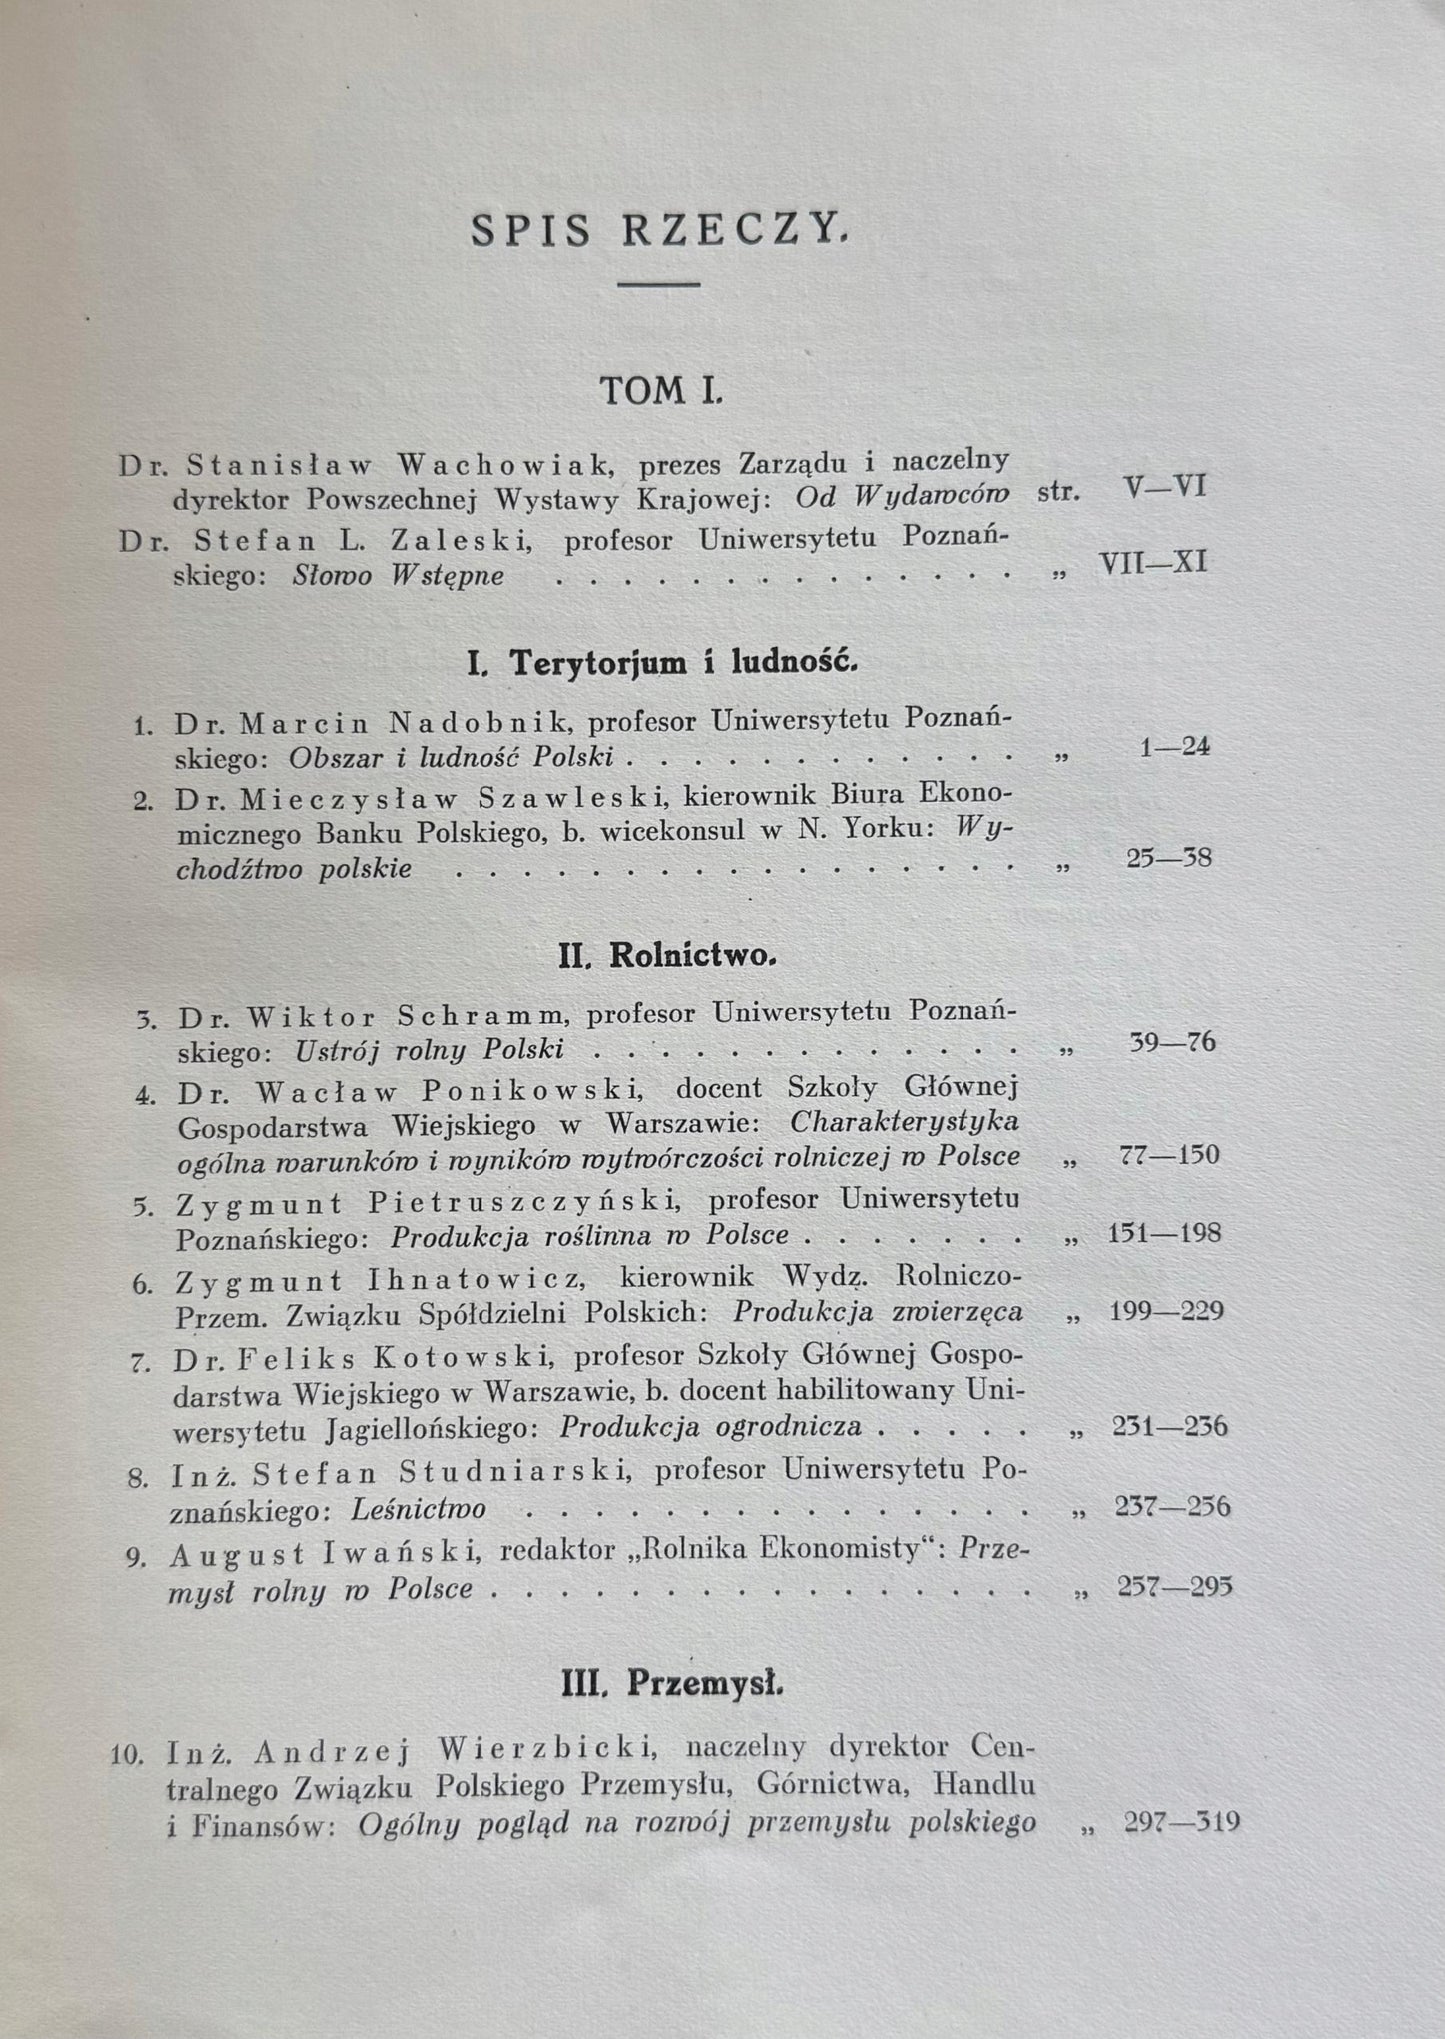 SPIS RZECZY.
TOM I.
Dr. Stanisław Wachowiak, prezes Zarządu i naczelny
dyrektor Powszechnej Wystawy Krajowej: Od Wydawców str. V—VI
Dr. Stefan L. Zaleski, profesor Uniwersytetu Poznań-
skiego: Słowo Wstępne . . . . . . . . . . . . . . „ VII—XI
I. Terytorjum i ludność.
1. Dr. Marcin Nadobnik, profesor Uniwersytetu Poznań-
skiego: Obszar i ludność Polski . . . . . . . . . . . . „ 1—24
2. Dr. Mieczysław Szawleski, kierownik Biura Ekono-
micznego Banku Polskiego, b. wicekonsul w N. Yorku: Wy-
chodźtwo polskie . . . . . . . . . . . . . . . . . „ 25—38
II. Rolnictwo.
3. Dr. Wiktor Schramm, profesor Uniwersytetu Poznań-
skiego: Ustrój rolny Polski . . . . . . . . . . . . . „ 39—76
4. Dr. Wacław Ponikowski, docent Szkoły Głównej
Gospodarstwa Wiejskiego w Warszawie: Charakterystyka
ogólna warunków i wyników wytwórczości rolniczej w Polsce „ 77—150
5. Zygmunt Pietruszczyński, profesor Uniwersytetu
Poznańskiego: Produkcja roślinna w Polsce . . . . . . . „ 151—198
6. Zygmunt Ihnatowicz, kierownik Wydz. Rolniczo-
Przem. Związku Spółdzielni Polskich: Produkcja zwierzęca „ 199—229
7. Dr. Feliks Kotowski, profesor Szkoły Głównej Gospo-
darstwa Wiejskiego w Warszawie, b. docent habilitowany Uni-
wersytetu Jagiellońskiego: Produkcja ogrodnicza . . . . . „ 231—236
8. Inż. Stefan Studniarski, profesor Uniwersytetu Po-
znańskiego: Leśnictwo . . . . . . . . . . . . . . . „ 237—256
9. August Iwański, redaktor „Rolnika Ekonomisty“: Prze-
mysł rolny w Polsce . . . . . . . . . . . . . . . . „ 257—295
III. Przemysł.
10. Inż. Andrzej Wierzbicki, naczelny dyrektor Cen-
tralnego Związku Polskiego Przemysłu, Górnictwa, Handlu
i Finansów: Ogólny pogląd na rozwój przemysłu polskiego „ 297—319